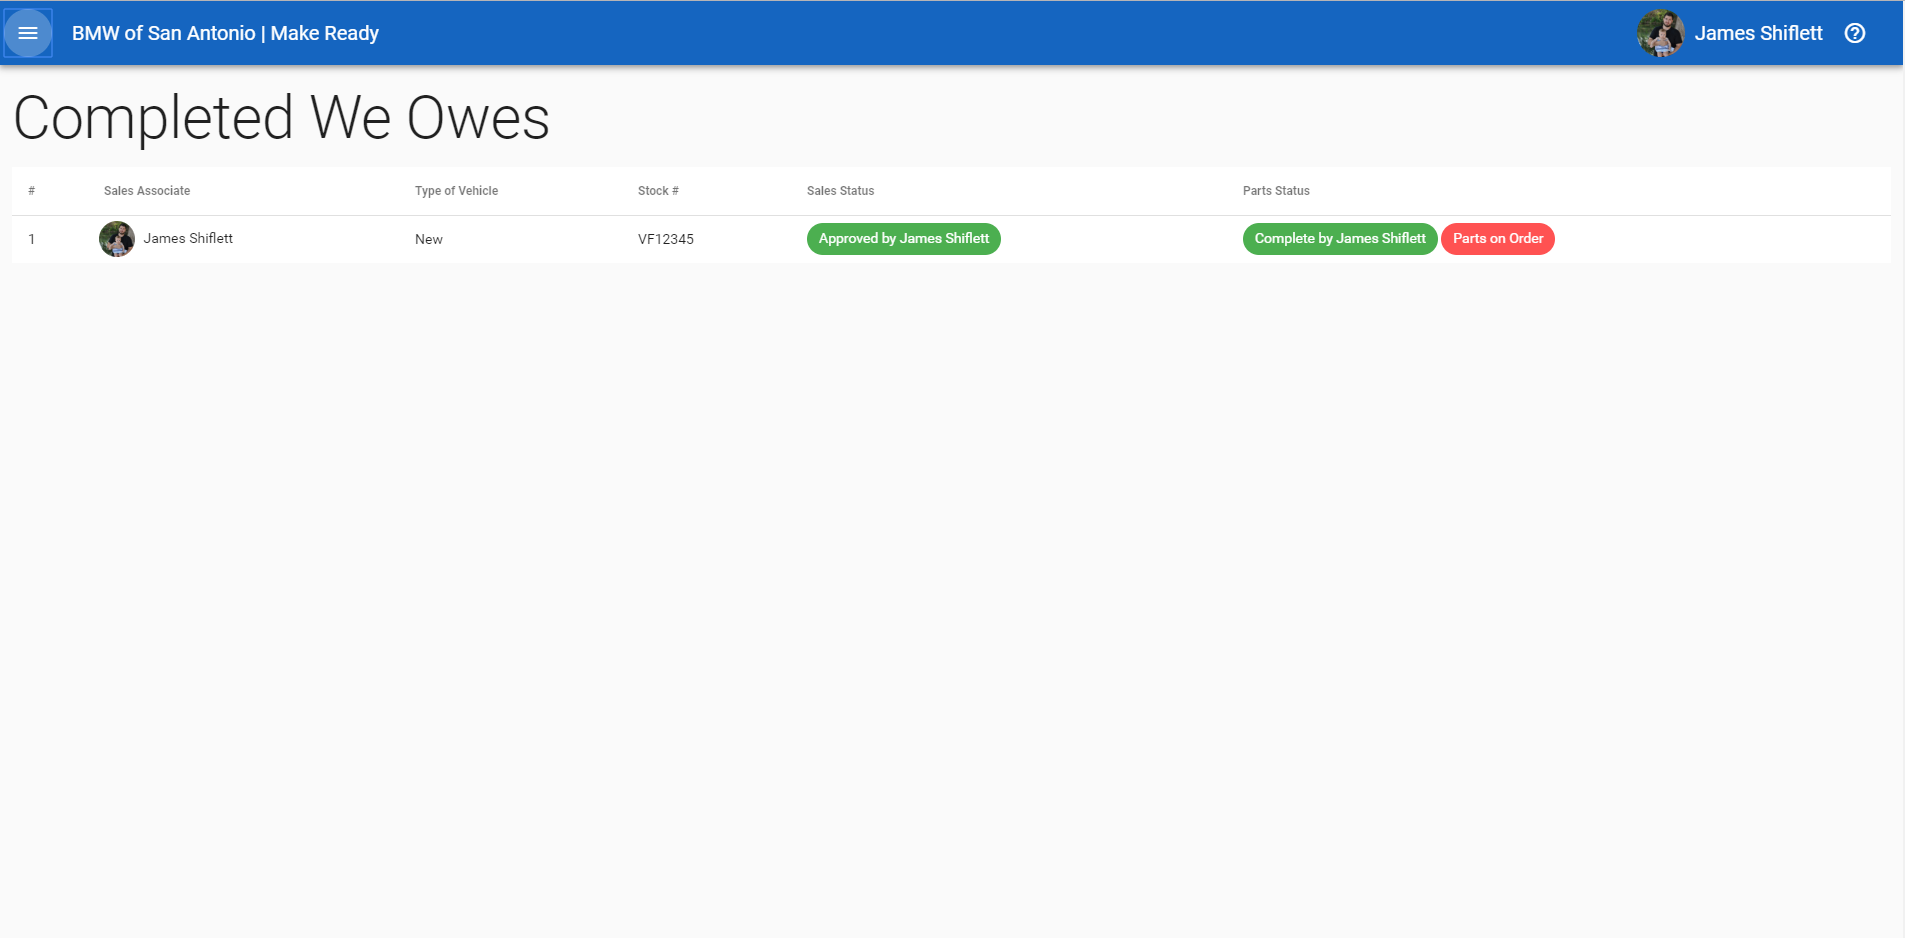 BMW of San Antonio | Make Ready
James Shiflett
Completed We Owes
# Sales Associate Type of Vehicle Stock # Sales Status Parts Status
1 James Shiflett New VF12345 Approved by James Shiflett Complete by James Shiflett Parts on Order